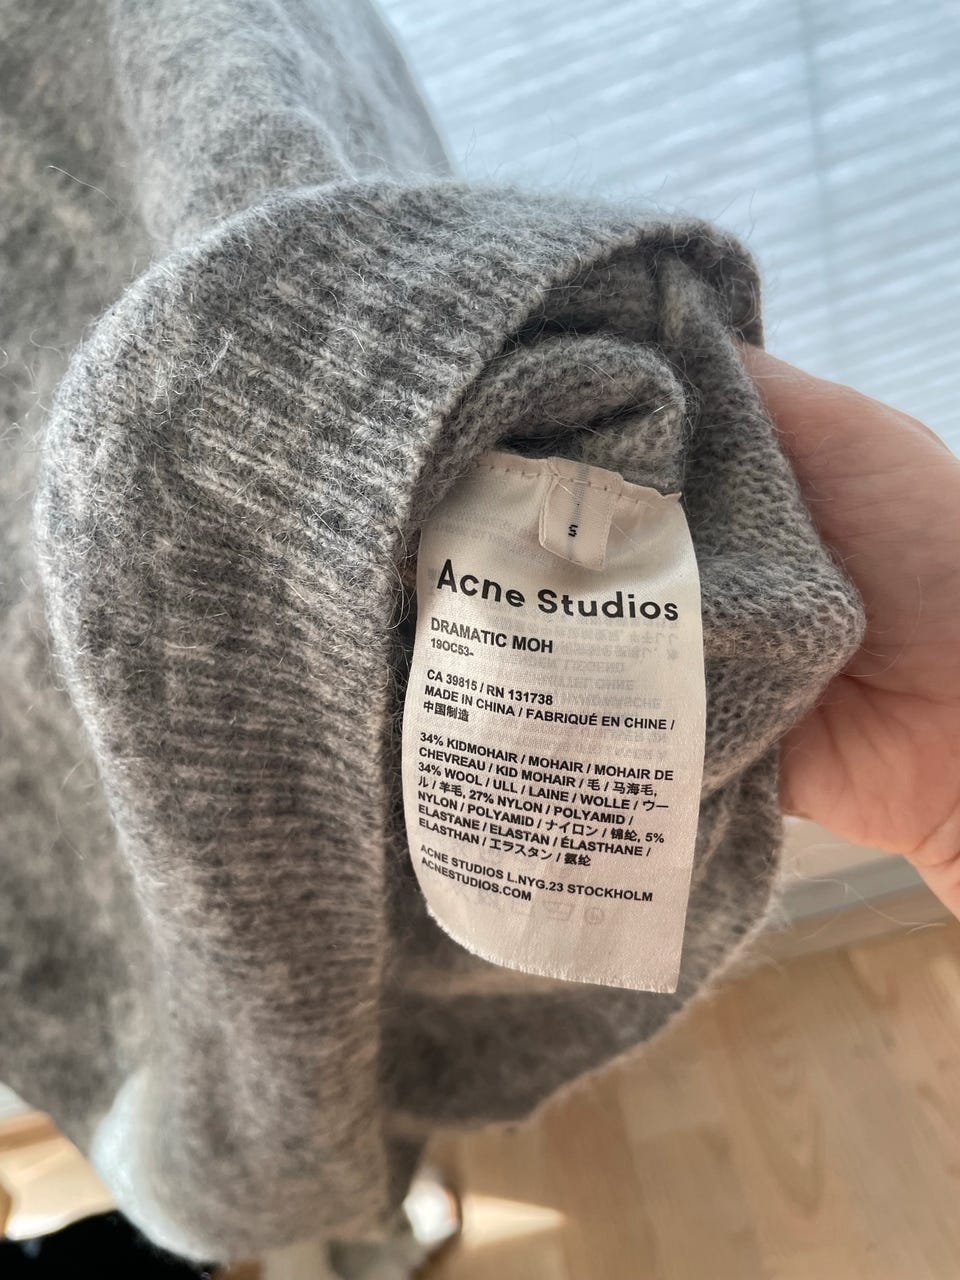 S
Acne Studios
DRAMATIC MOH
19OC53-
CA 39815 / RN 131738
MADE IN CHINA / FABRIQUÉ EN CHINE /
中国制造
34% KIDMOHAIR / MOHAIR / MOHAIR DE
CHEVREAU / KID MOHAIR / 毛 / 马海毛,
34% WOOL / ULL / LAINE / WOLLE / ウー
ル / 羊毛, 27% NYLON / POLYAMID /
NYLON / POLYAMID / ナイロン / 锦纶, 5%
ELASTANE / ELASTAN / ÉLASTHANE /
ELASTHAN / エラスタン / 氨纶
ACNE STUDIOS L.NYG.23 STOCKHOLM
ACNESTUDIOS.COM